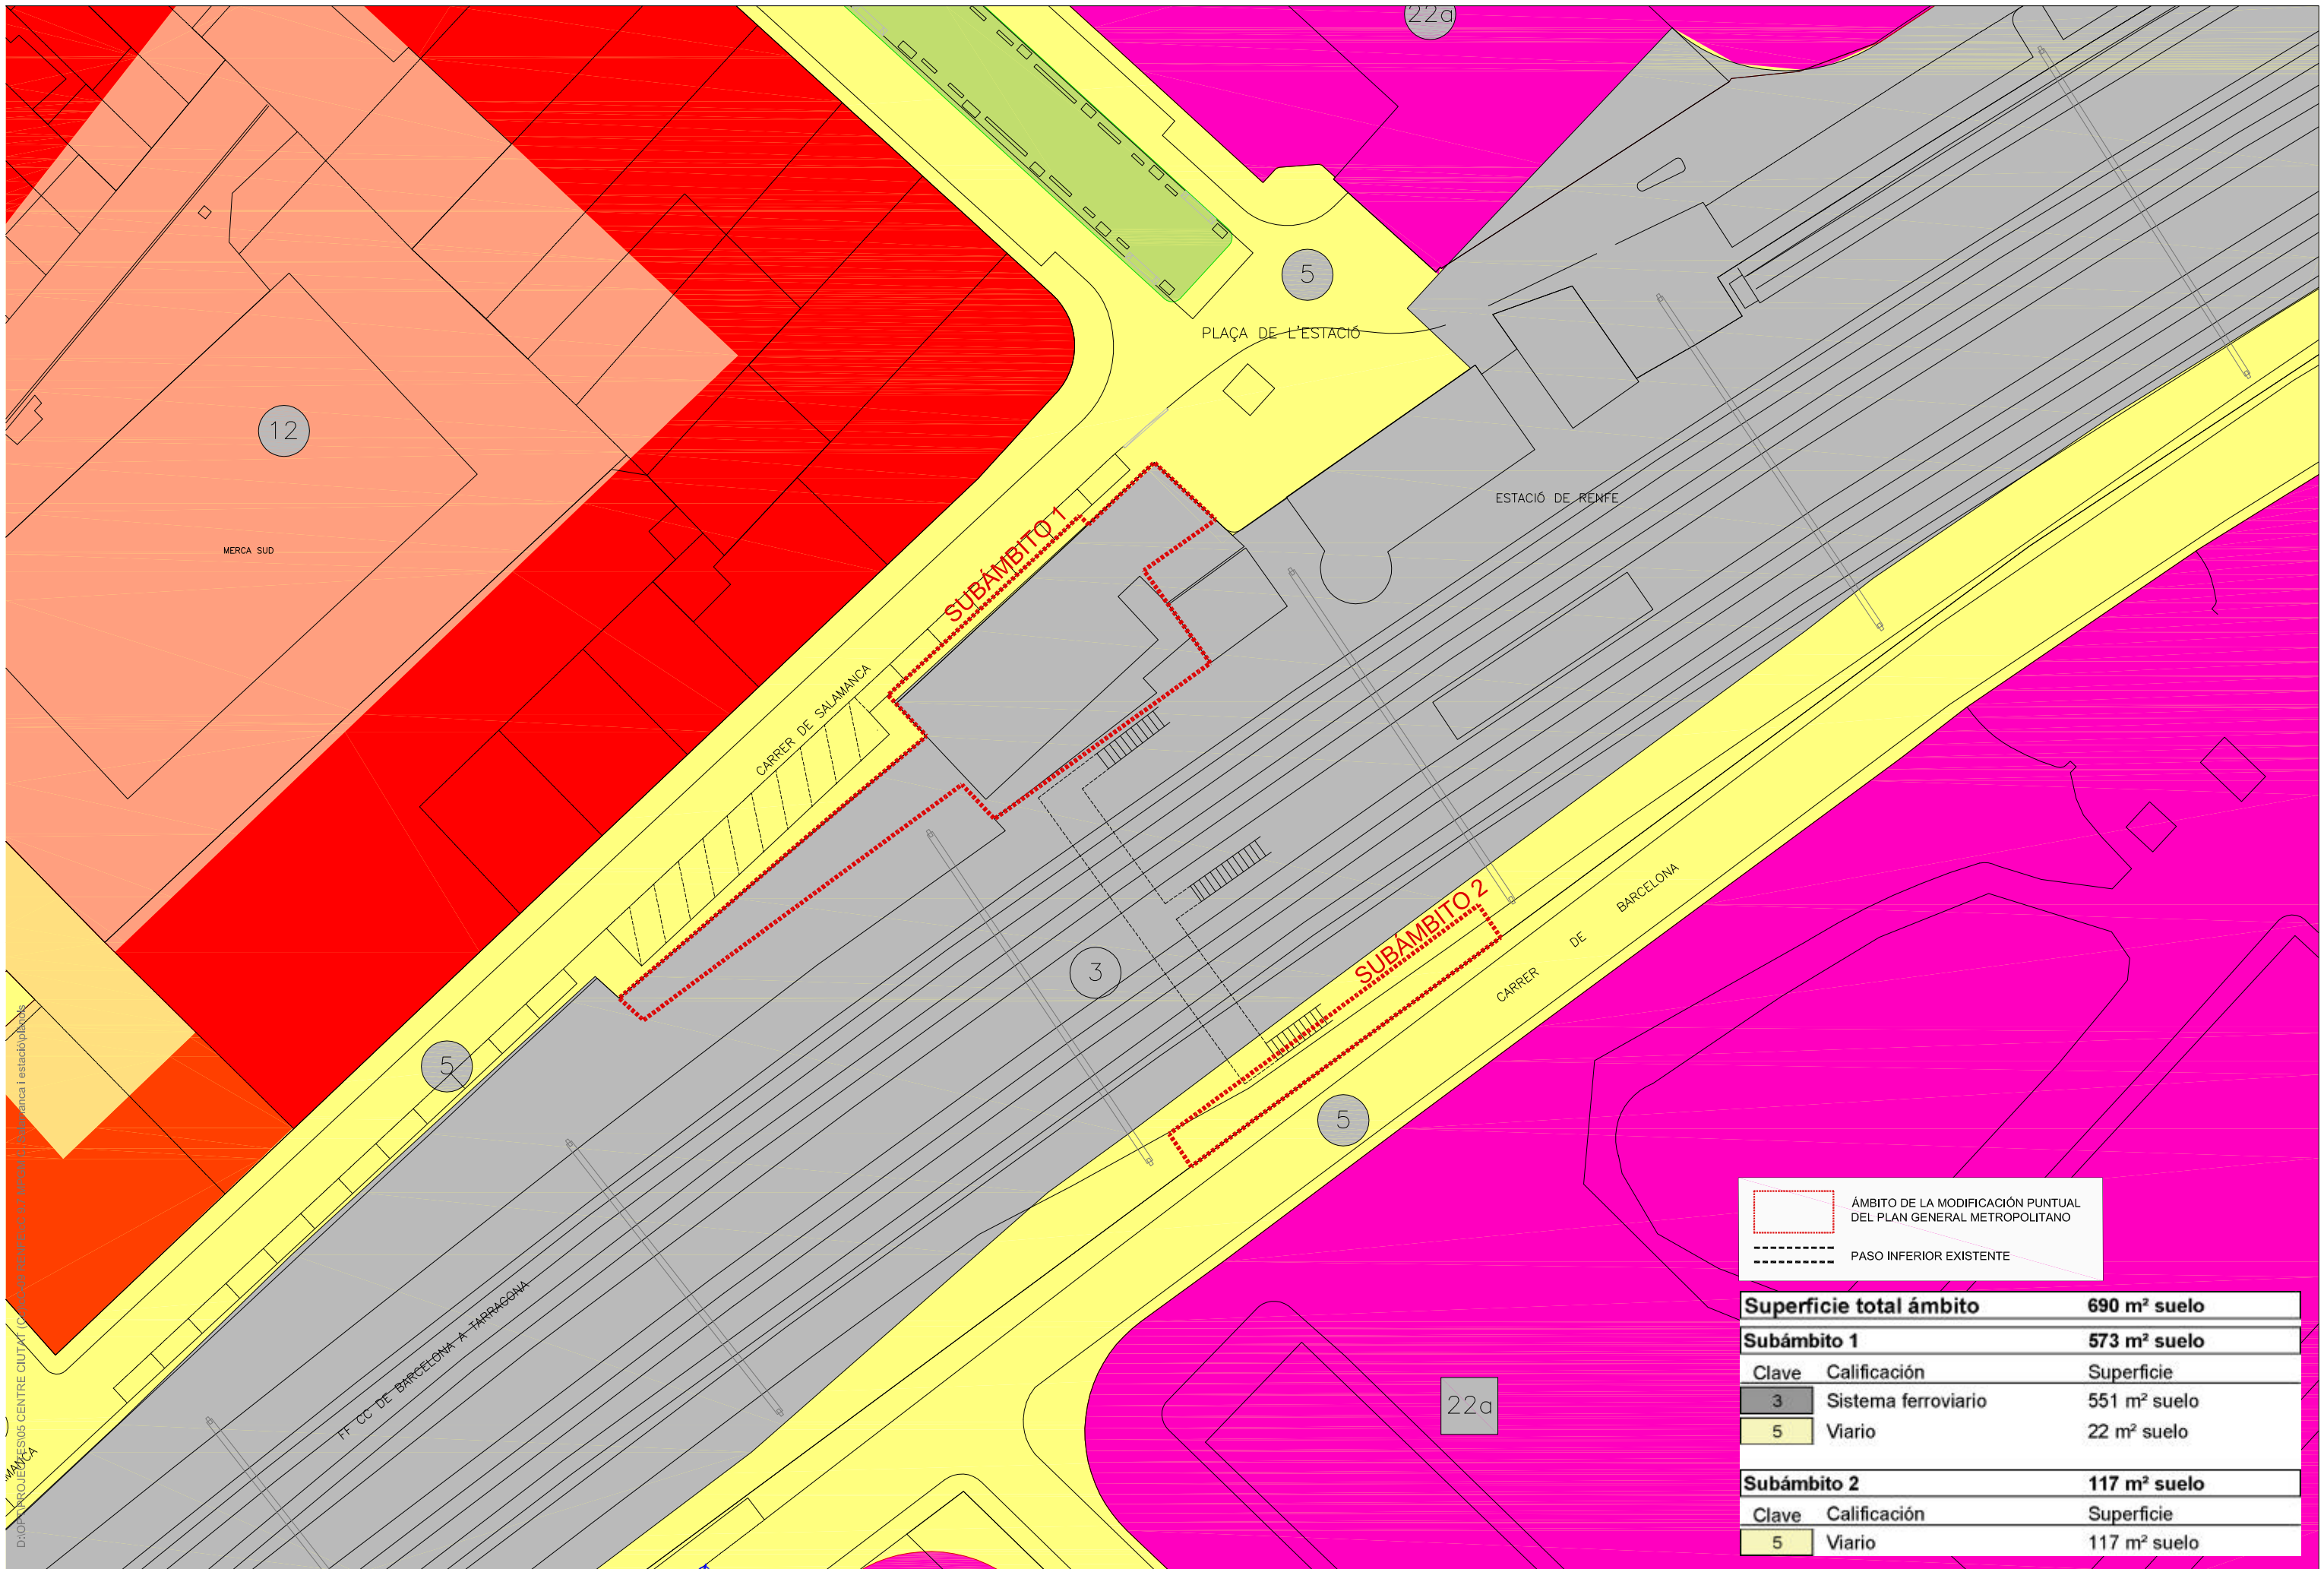 22a
5
PLAÇA DE L'ESTACIÓ
12
ESTACIÓ DE RENFE
MERCA SUD
SUBÁMBITO 1
CARRER DE SALAMANCA
SUBÁMBITO 2
BARCELONA
DE
CARRER
3
5
5
FF CC DE BARCELONA A TARRAGONA
22a
ÁMBITO DE LA MODIFICACIÓN PUNTUAL
DEL PLAN GENERAL METROPOLITANO
PASO INFERIOR EXISTENTE
Superficie total ámbito 690 m² suelo
Subámbito 1 573 m² suelo
Clave Calificación Superficie
3 Sistema ferroviario 551 m² suelo
5 Viario 22 m² suelo
Subámbito 2 117 m² suelo
Clave Calificación Superficie
5 Viario 117 m² suelo